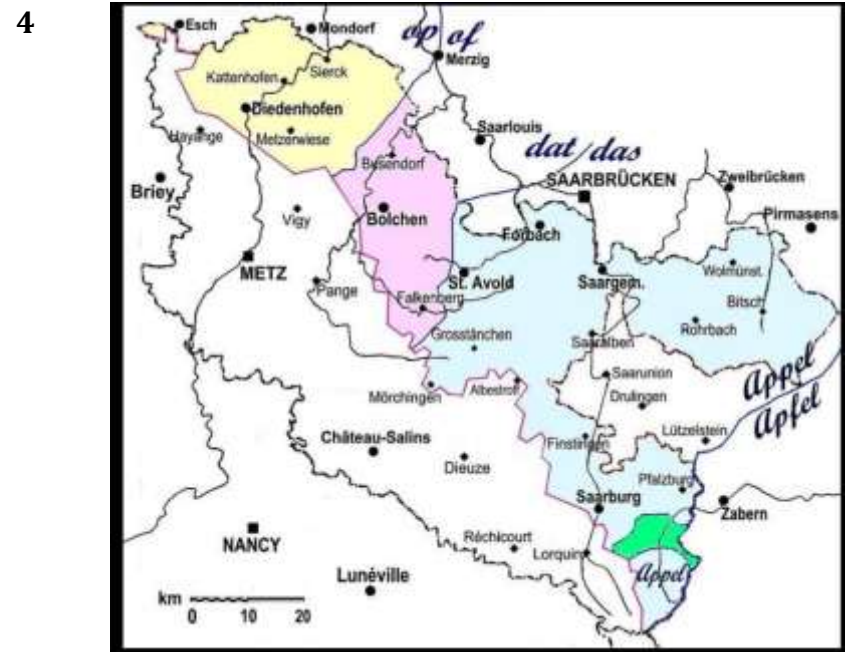 4
Esch
Mondorf
op of
Merzig
Kattenhofen
Sierck
Diedenhofen
Hayange
Metzerwiese
Saarlouis
Busendorf
dat / das
Briey
SAARBRÜCKEN
Zweibrücken
Vigy
Bolchen
Pirmasens
Forbach
METZ
St. Avold
Saargem.
Wolmünst.
Pange
Falkenberg
Bitsch
Grosstänchen
Saaralben
Rohrbach
Mörchingen
Albestroff
Saarunion
Appel
Drulingen
Apfel
Château-Salins
Finstingen
Lützelstein
Dieuze
Pfalzburg
Saarburg
Zabern
NANCY
Réchicourt
Lorquin
Lunéville
Appel
km
0 10 20